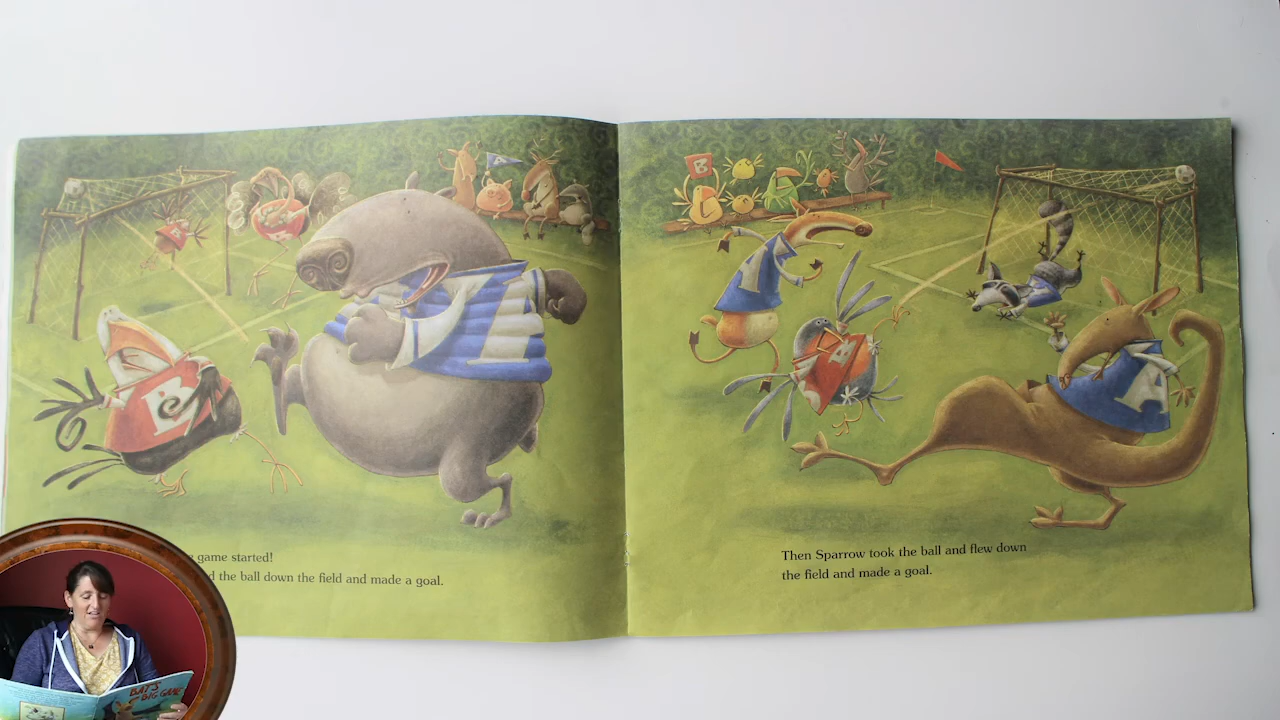 A
B
B
A
game started!
d the ball down the field and made a goal.
B
A
Then Sparrow took the ball and flew down
the field and made a goal.
BAT'S
BIG GAME